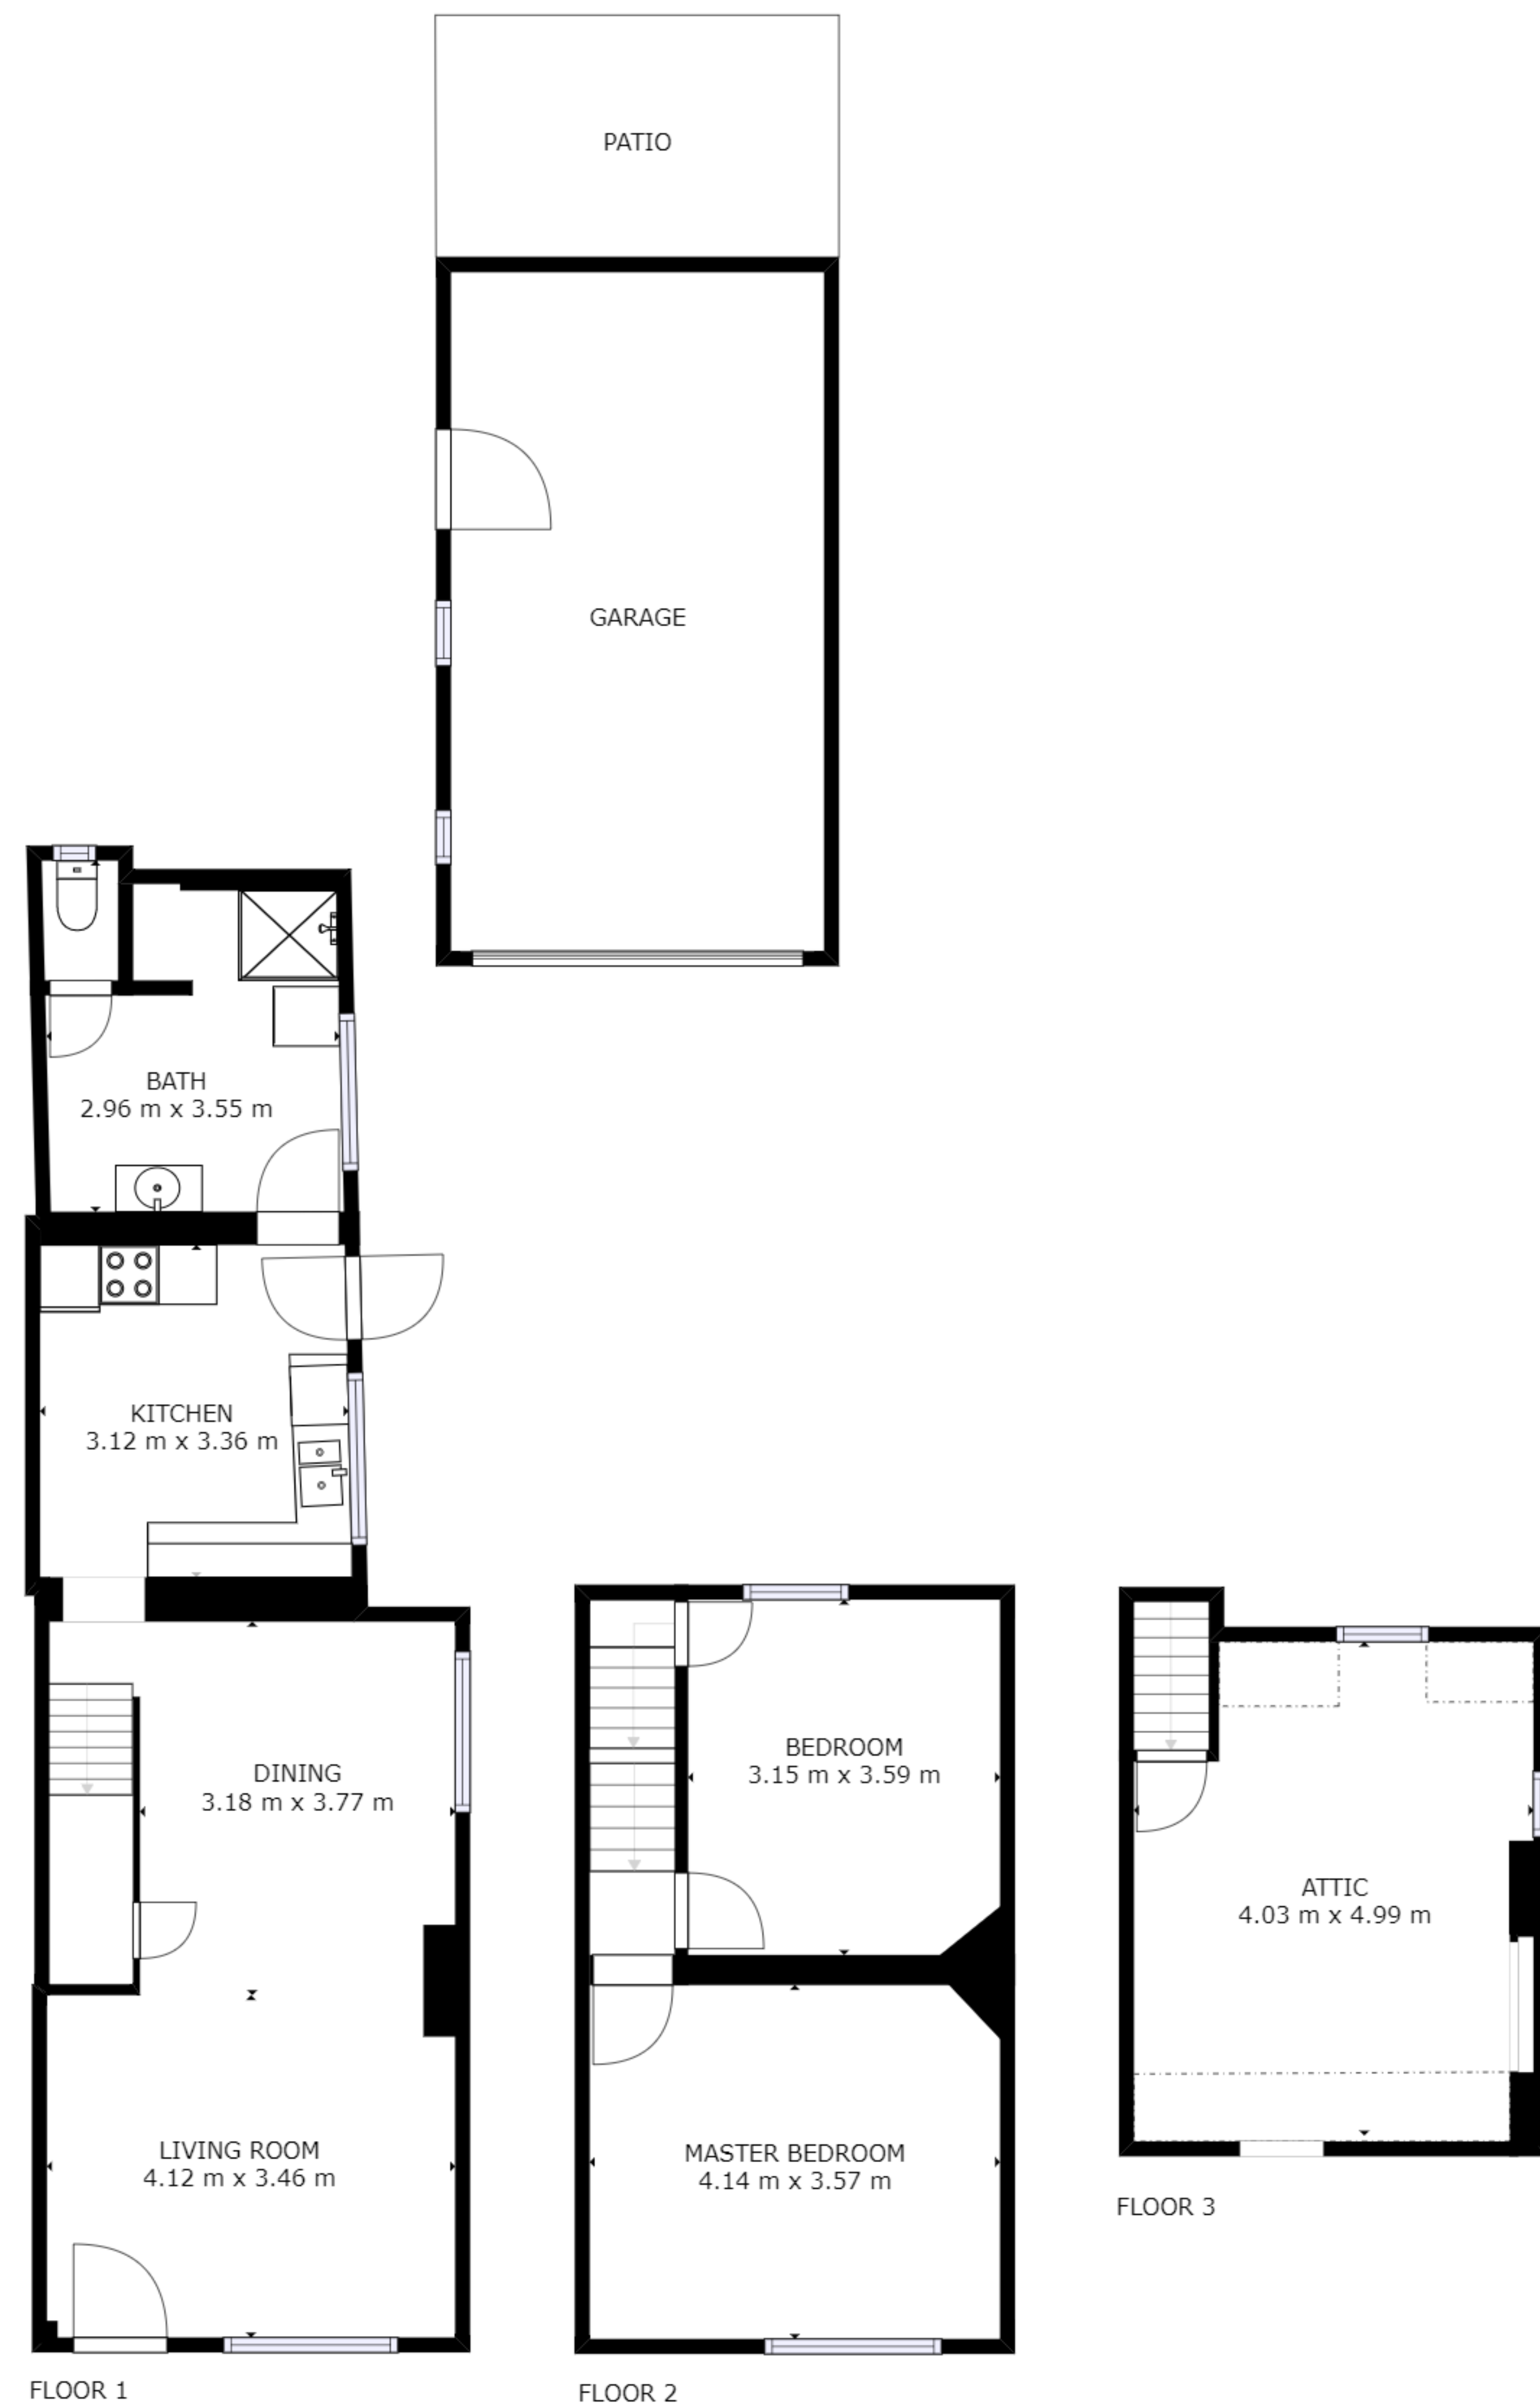 PATIO
GARAGE
BATH
2.96 m x 3.55 m
KITCHEN
3.12 m x 3.36 m
DINING
3.18 m x 3.77 m
LIVING ROOM
4.12 m x 3.46 m
FLOOR 1
BEDROOM
3.15 m x 3.59 m
MASTER BEDROOM
4.14 m x 3.57 m
FLOOR 2
ATTIC
4.03 m x 4.99 m
FLOOR 3